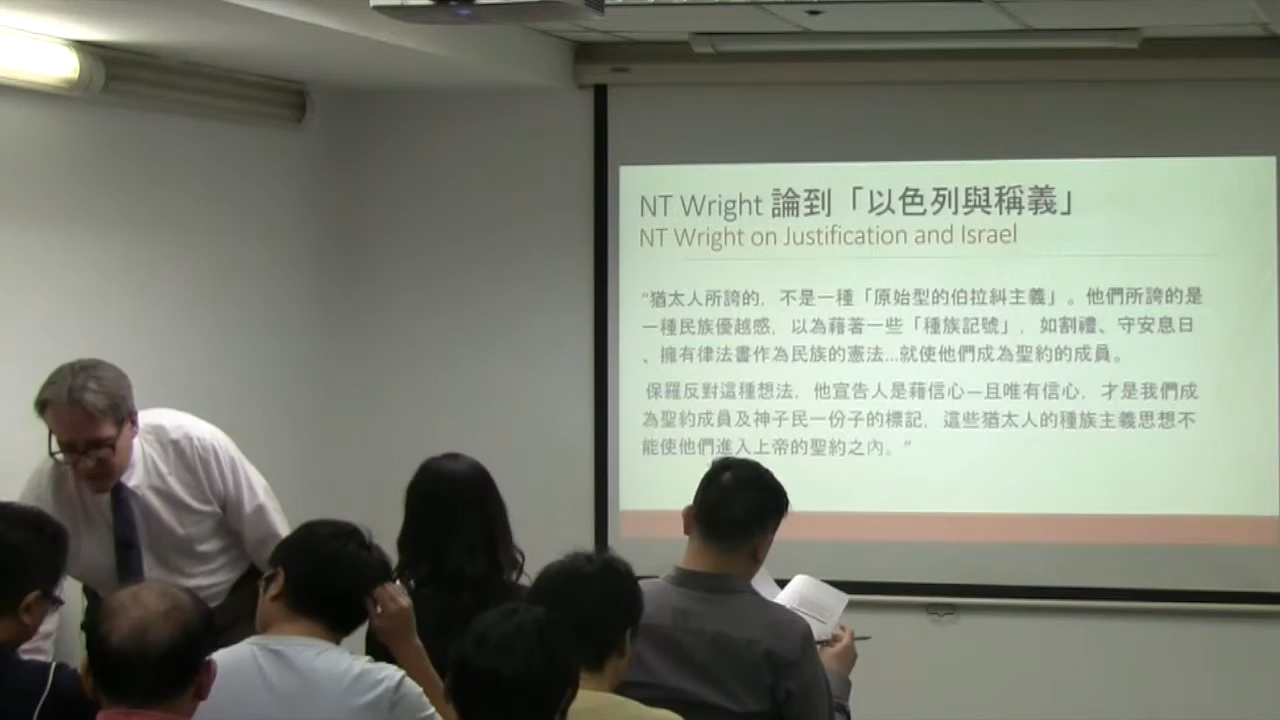 NT Wright 論到「以色列與稱義」
NT Wright on Justification and Israel
“猶太人所誇的，不是一種「原始型的伯拉糾主義」。他們所誇的是
一種民族優越感，以為藉著一些「種族記號」，如割禮、守安息日
、擁有律法書作為民族的憲法...就使他們成為聖約的成員。
保羅反對這種想法，他宣告人是藉信心—且唯有信心，才是我們成
為聖約成員及神子民一份子的標記，這些猶太人的種族主義思想不
能使他們進入上帝的聖約之內。”